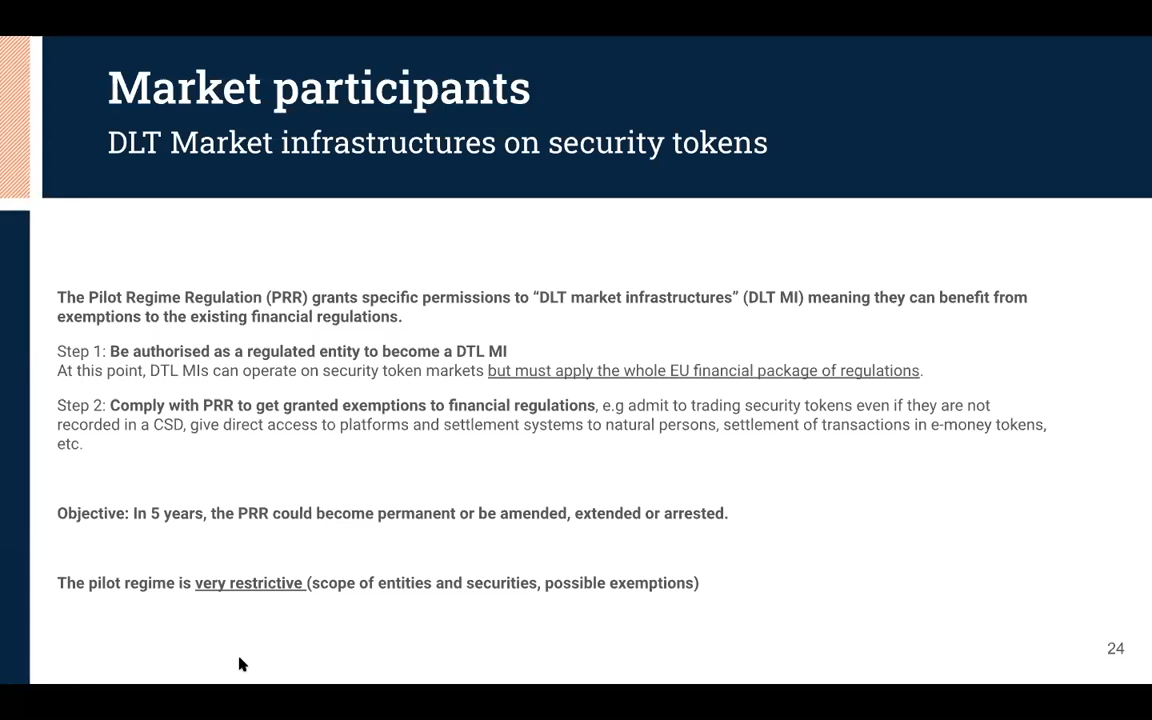 Market participants
DLT Market infrastructures on security tokens
The Pilot Regime Regulation (PRR) grants specific permissions to “DLT market infrastructures” (DLT MI) meaning they can benefit from
exemptions to the existing financial regulations.
Step 1: Be authorised as a regulated entity to become a DTL MI
At this point, DTL MIs can operate on security token markets but must apply the whole EU financial package of regulations.
Step 2: Comply with PRR to get granted exemptions to financial regulations, e.g admit to trading security tokens even if they are not
recorded in a CSD, give direct access to platforms and settlement systems to natural persons, settlement of transactions in e-money tokens,
etc.
Objective: In 5 years, the PRR could become permanent or be amended, extended or arrested.
The pilot regime is very restrictive (scope of entities and securities, possible exemptions)
24